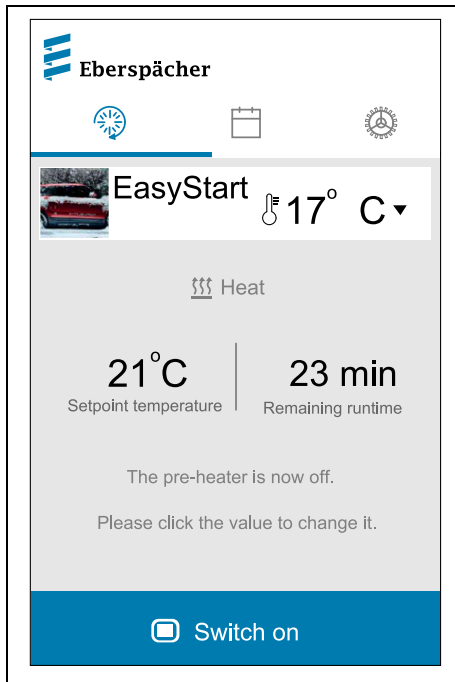 Eberspächer
EasyStart
17° C
Heat
21°C
Setpoint temperature
23 min
Remaining runtime
The pre-heater is now off.
Please click the value to change it.
Switch on